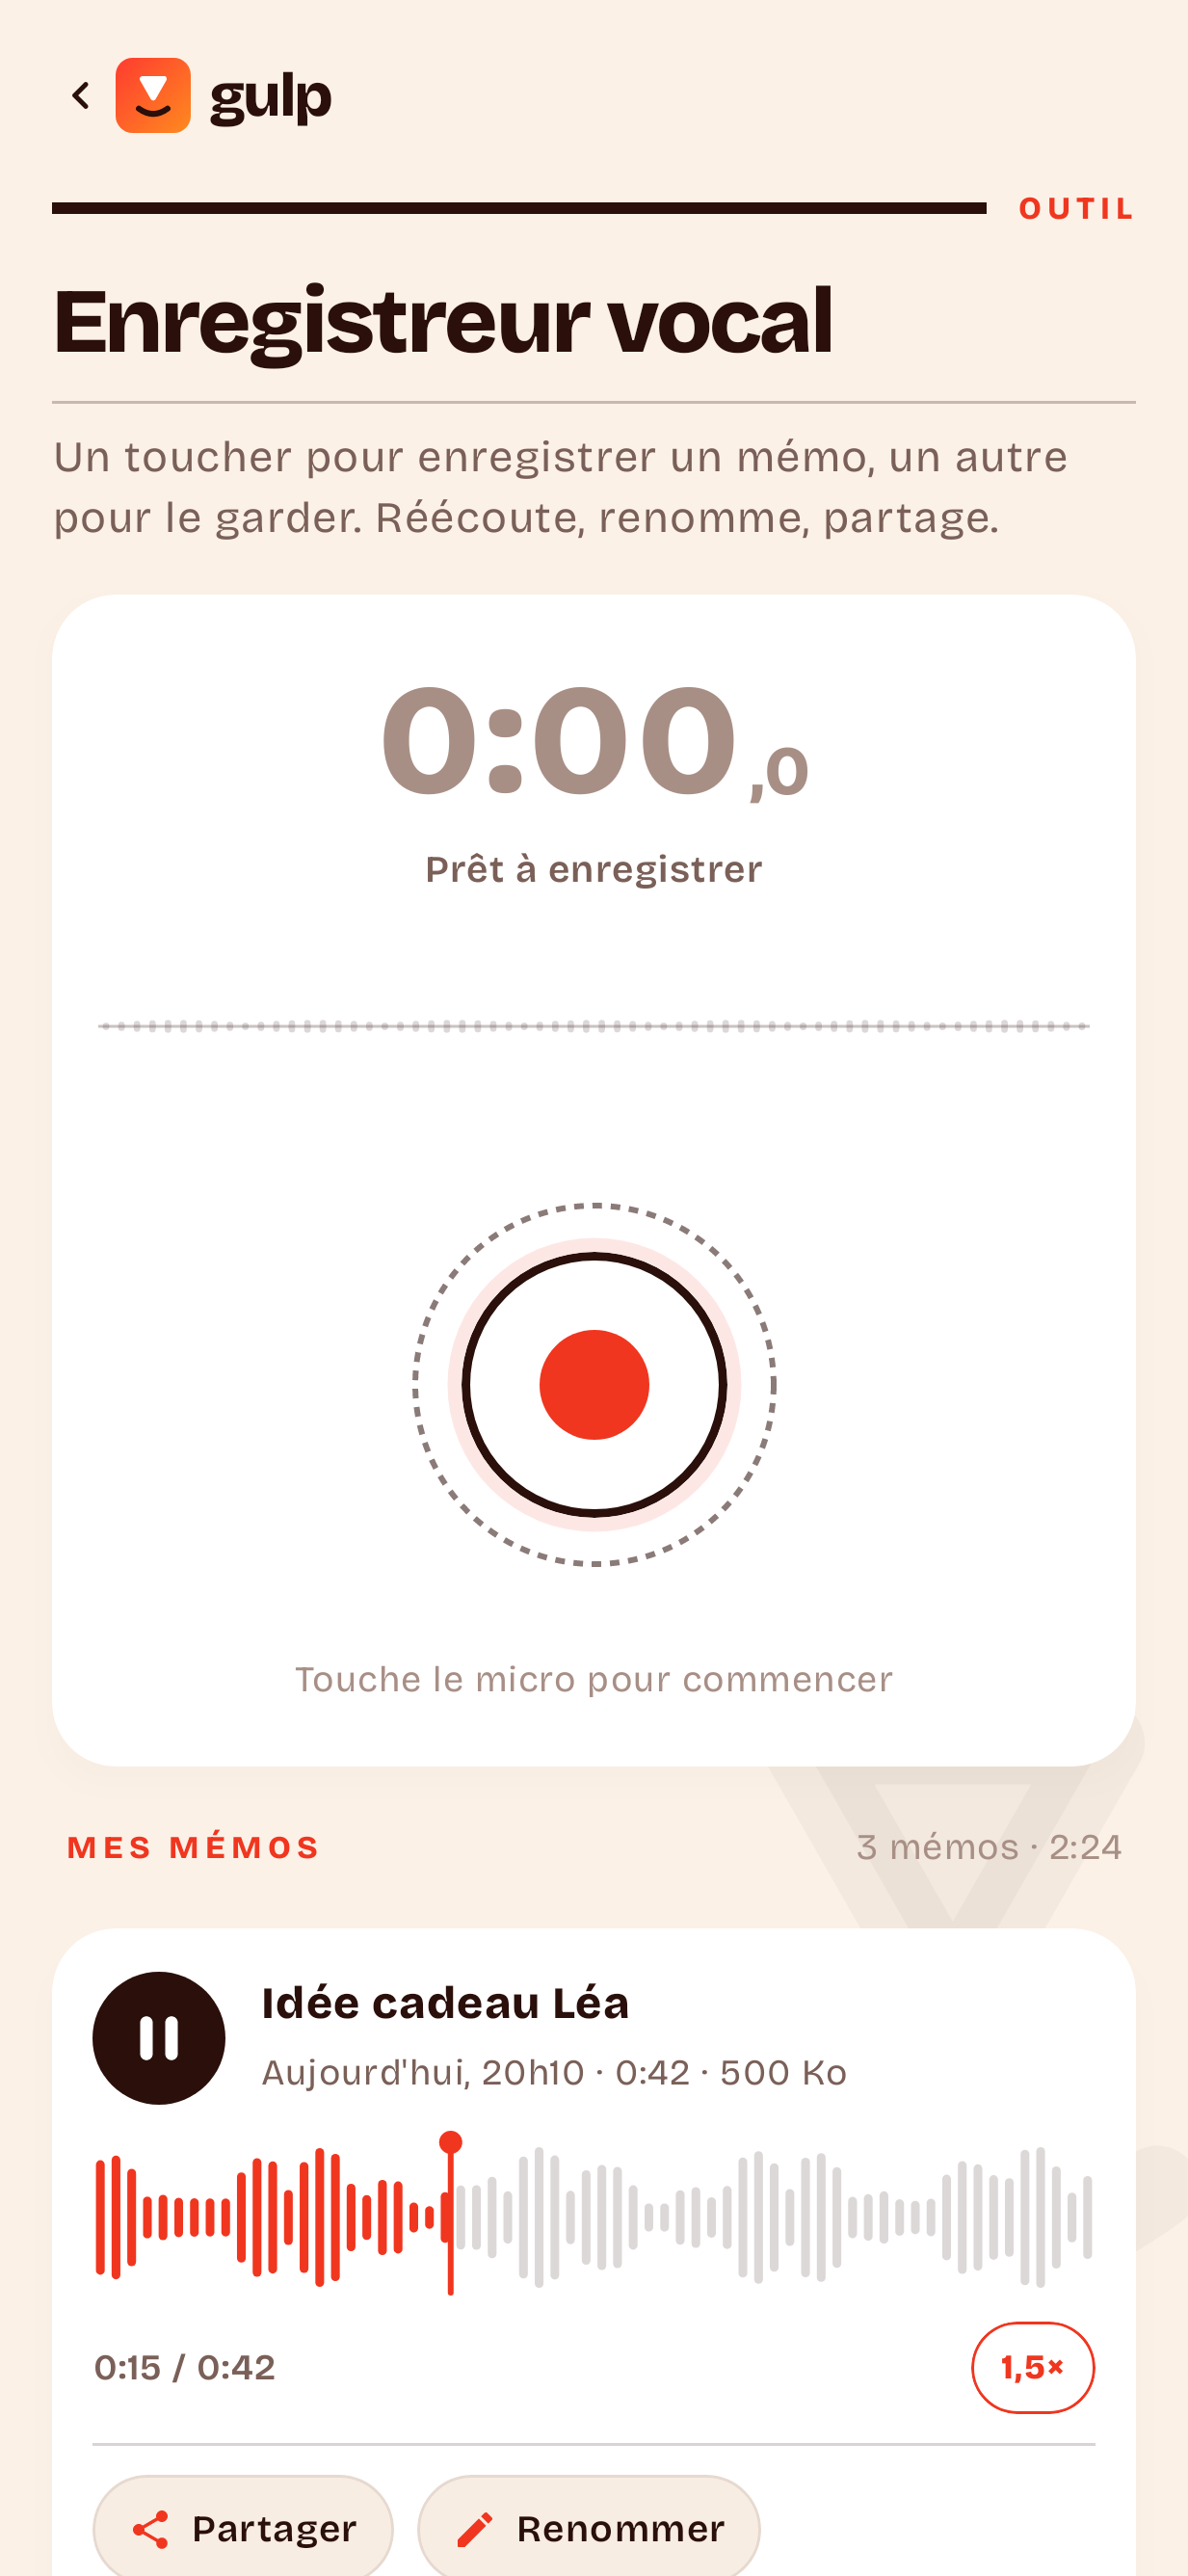 gulp
OUTIL
Enregistreur vocal
Un toucher pour enregistrer un mémo, un autre
pour le garder. Réécoute, renomme, partage.
0:00,0
Prêt à enregistrer
Touche le micro pour commencer
MES MÉMOS
3 mémos · 2:24
Idée cadeau Léa
Aujourd'hui, 20h10 · 0:42 · 500 Ko
0:15 / 0:42
1,5×
Partager
Renommer